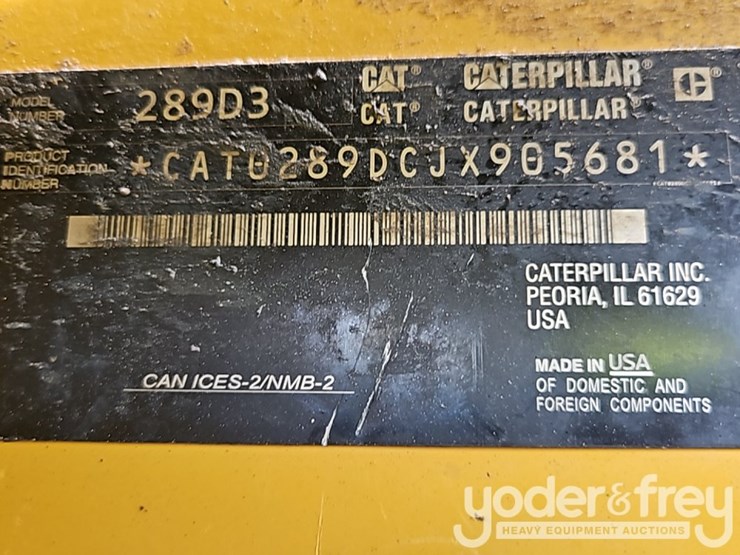 CAT® CATERPILLAR®
MODEL NUMBER 289D3 CAT® CATERPILLAR®
PRODUCT IDENTIFICATION NUMBER *CAT0289DCJX905681*
CATERPILLAR INC.
PEORIA, IL 61629
USA
MADE IN USA
CAN ICES-2/NMB-2
OF DOMESTIC AND
FOREIGN COMPONENTS
yoder&frey
HEAVY EQUIPMENT AUCTIONS